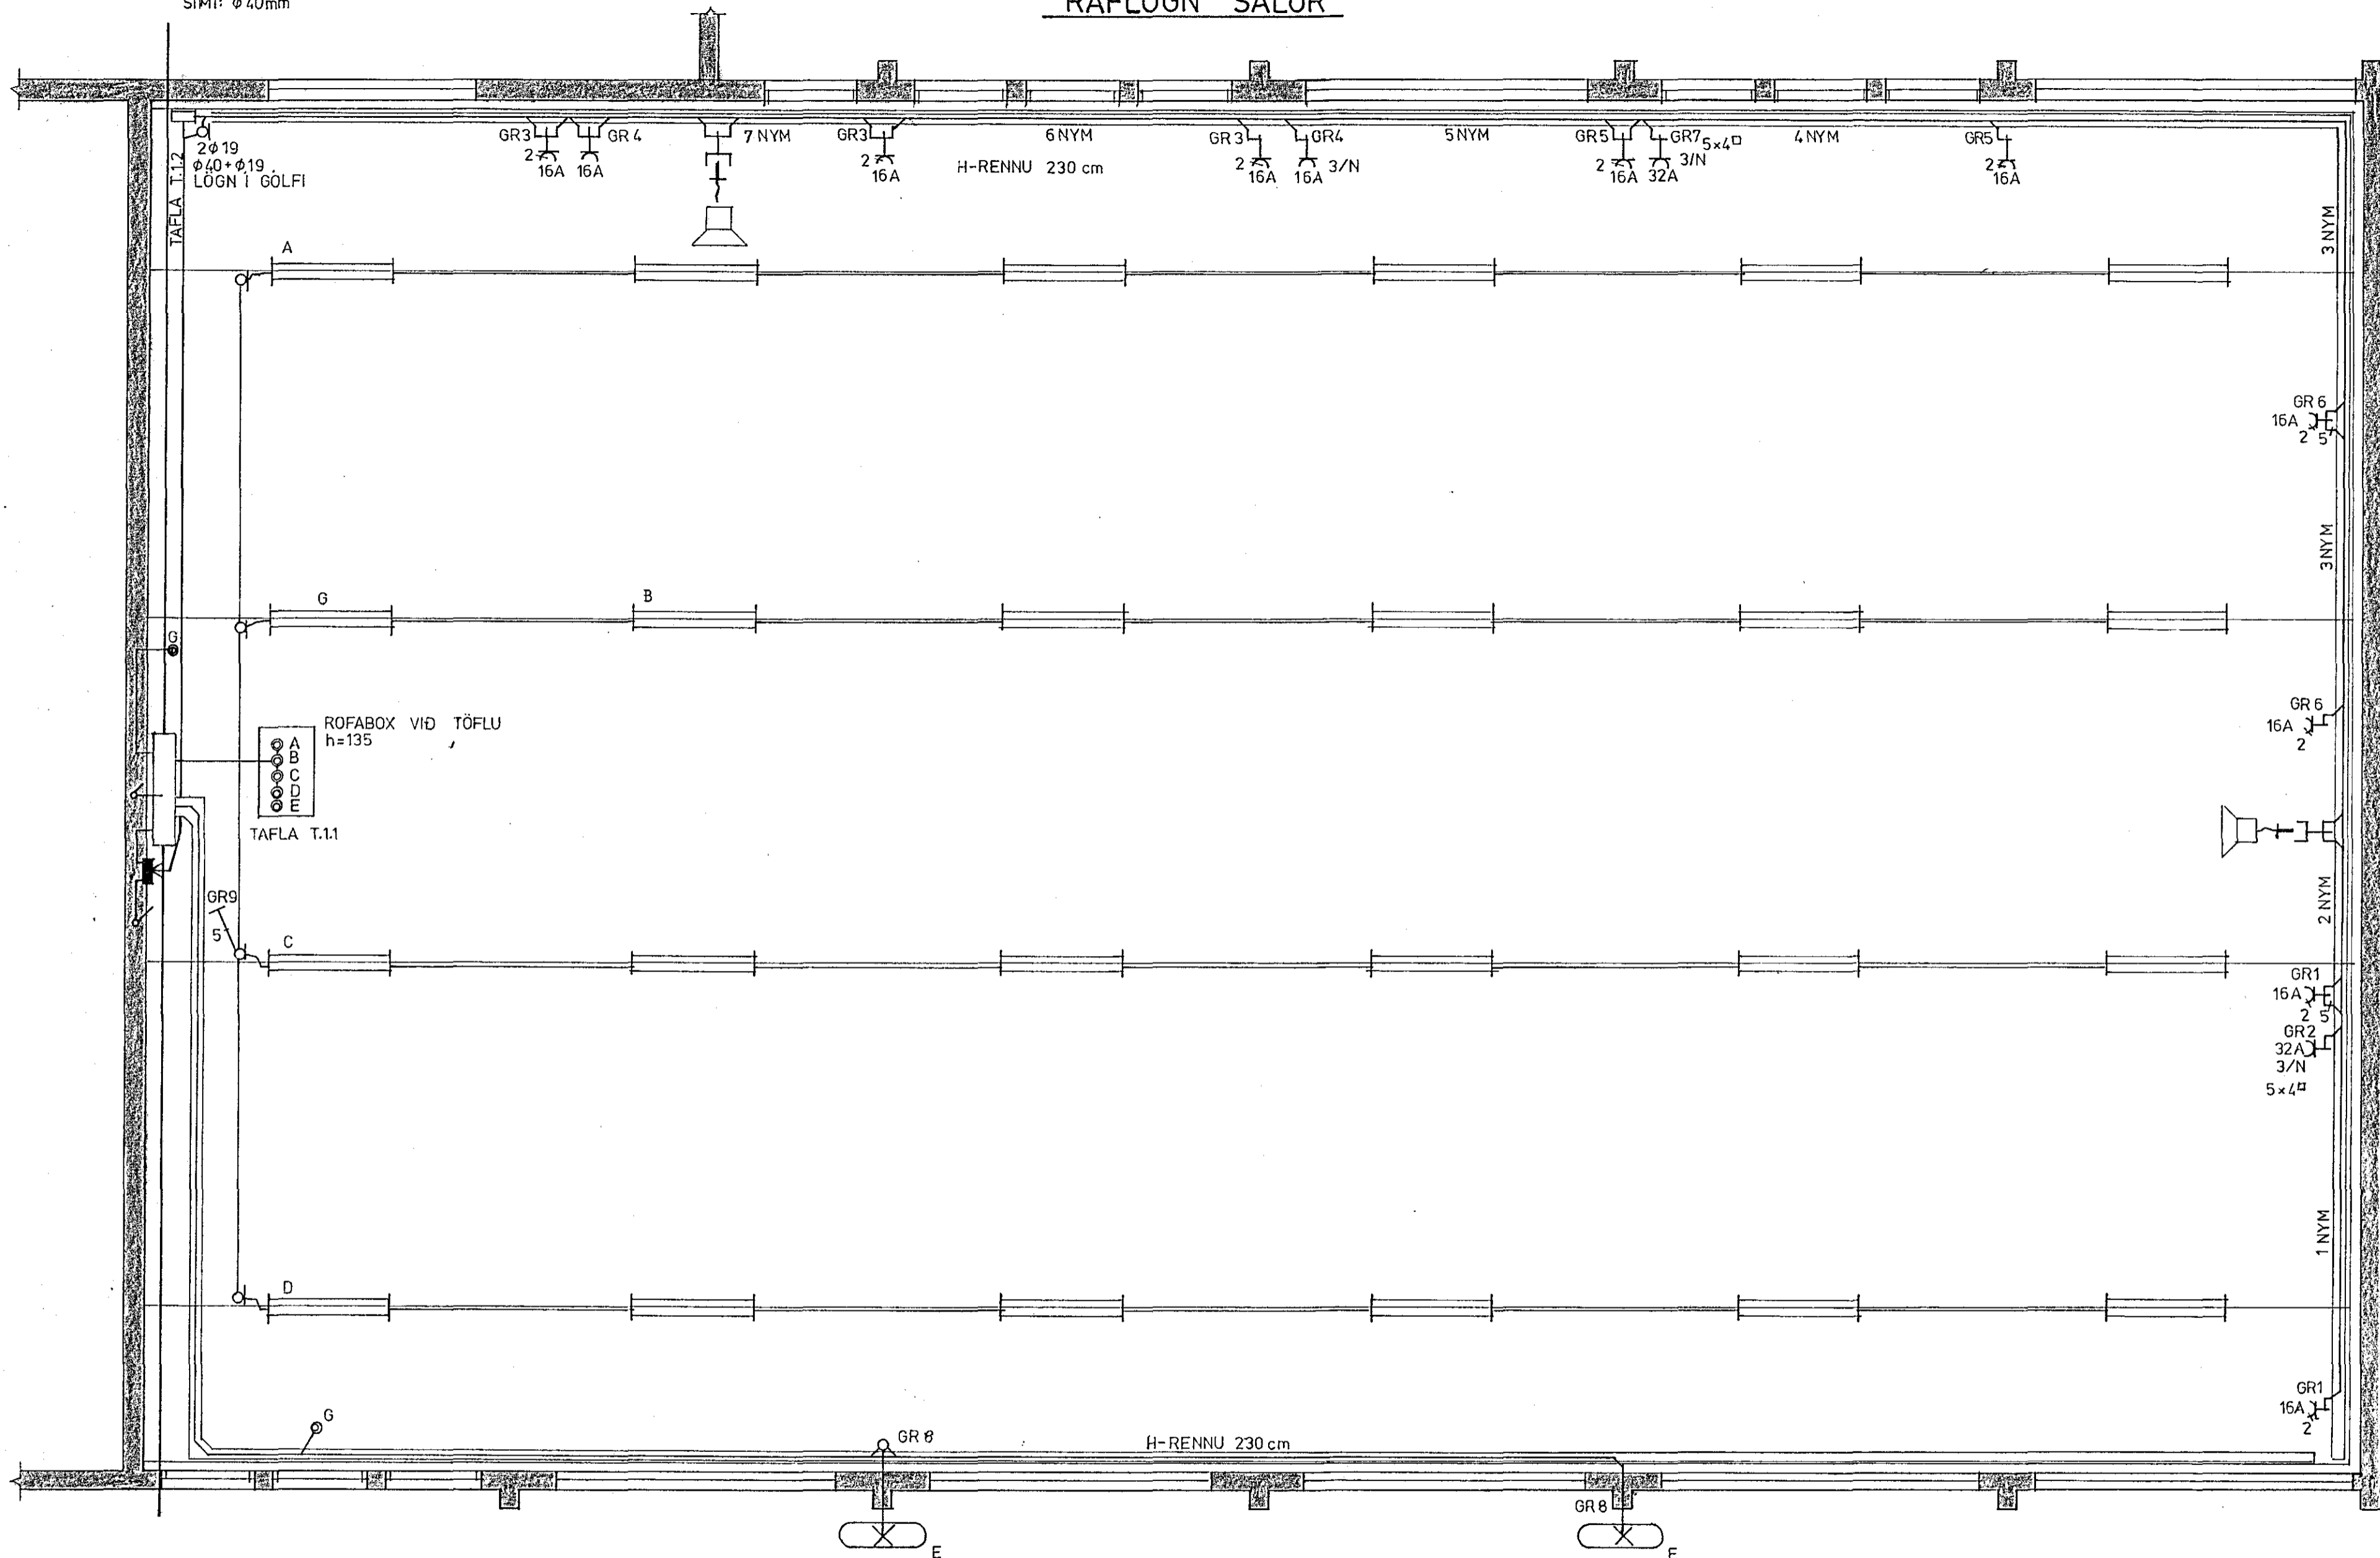 SÍMI: φ40mm
RAFLÖGN SALUR
TAFLA T.1.2
2φ19
φ40+φ19
LÖGN Í GÓLFI
GR3
2
16A
GR 4
16A
7 NYM
GR3
2
16A
6 NYM
H-RENNU 230 cm
GR3
2
16A
GR4
16A
3/N
5 NYM
GR5
2
16A
GR7
5×4□
3/N
32A
4 NYM
GR5
2
16A
3 NYM
A
GR 6
16A
2 5
3 NYM
G
B
G
GR 6
16A
2
ROFABOX VIÐ TÖFLU
h=135
A
B
C
D
E
TAFLA T.1.1
2 NYM
GR9
5
C
GR1
16A
2 5
GR2
32A
3/N
5×4□
1 NYM
D
GR1
16A
2
G
GR 8
H-RENNU 230 cm
GR 8
E
E